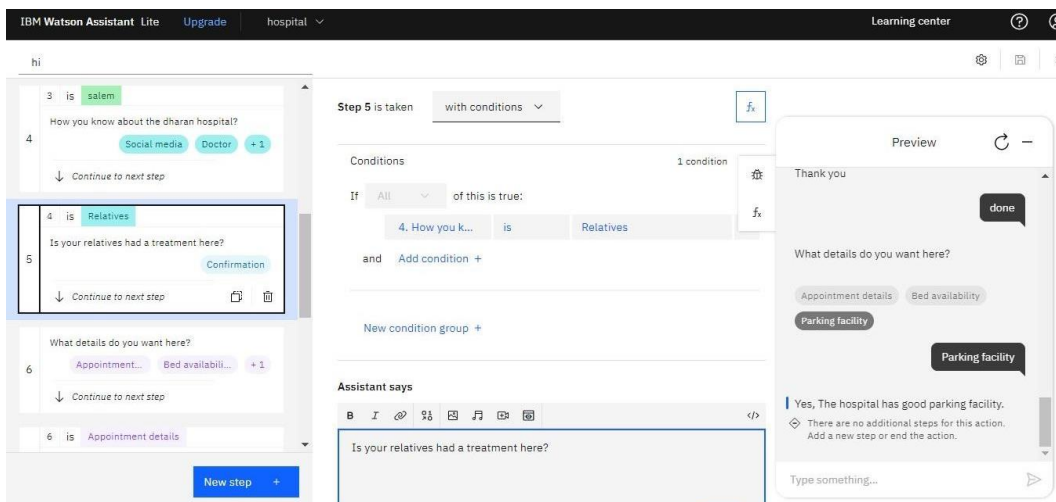 IBM Watson Assistant Lite Upgrade hospital
Learning center
hi
3 is salem
4
How you know about the dharan hospital?
Social media Doctor + 1
Continue to next step
4 is Relatives
5
Is your relatives had a treatment here?
Confirmation
Continue to next step
What details do you want here?
6
Appointment... Bed availabili... + 1
Continue to next step
6 is Appointment details
New step +
Step 5 is taken with conditions
fx
Conditions 1 condition
If All of this is true:
4. How you k... is Relatives
and Add condition +
New condition group +
Assistant says
B I </>
Is your relatives had a treatment here?
fx
Preview
Thank you
done
What details do you want here?
Appointment details Bed availability
Parking facility
Parking facility
Yes, The hospital has good parking facility.
There are no additional steps for this action.
Add a new step or end the action.
Type something...